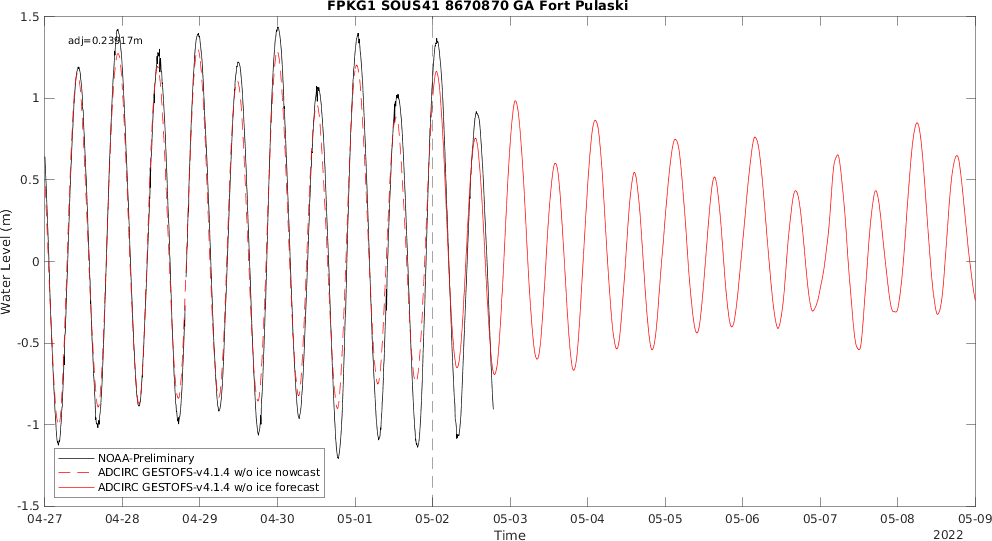 FPKG1 SOUS41 8670870 GA Fort Pulaski
adj=0.23917m
1.5
1
0.5
0
-0.5
-1
-1.5
Water Level (m)
NOAA-Preliminary
ADCIRC GESTOFS-v4.1.4 w/o ice nowcast
ADCIRC GESTOFS-v4.1.4 w/o ice forecast
04-27 04-28 04-29 04-30 05-01 05-02 05-03 05-04 05-05 05-06 05-07 05-08 05-09
Time
2022